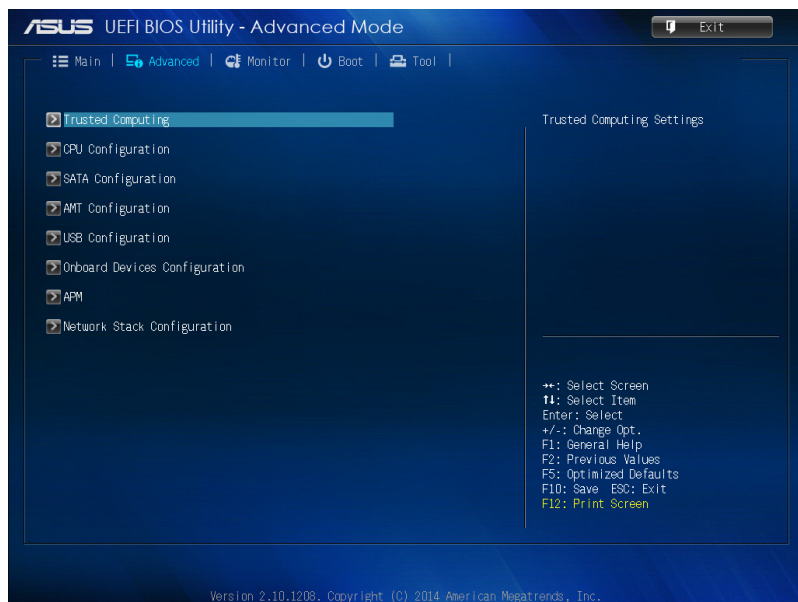 ASUS UEFI BIOS Utility - Advanced Mode
Exit
Main | Advanced | Monitor | Boot | Tool |
Trusted Computing
CPU Configuration
SATA Configuration
AMT Configuration
USB Configuration
Onboard Devices Configuration
APM
Network Stack Configuration
Trusted Computing Settings
→←: Select Screen
↑↓: Select Item
Enter: Select
+/-: Change Opt.
F1: General Help
F2: Previous Values
F5: Optimized Defaults
F10: Save ESC: Exit
F12: Print Screen
Version 2.10.1208. Copyright (C) 2014 American Megatrends, Inc.